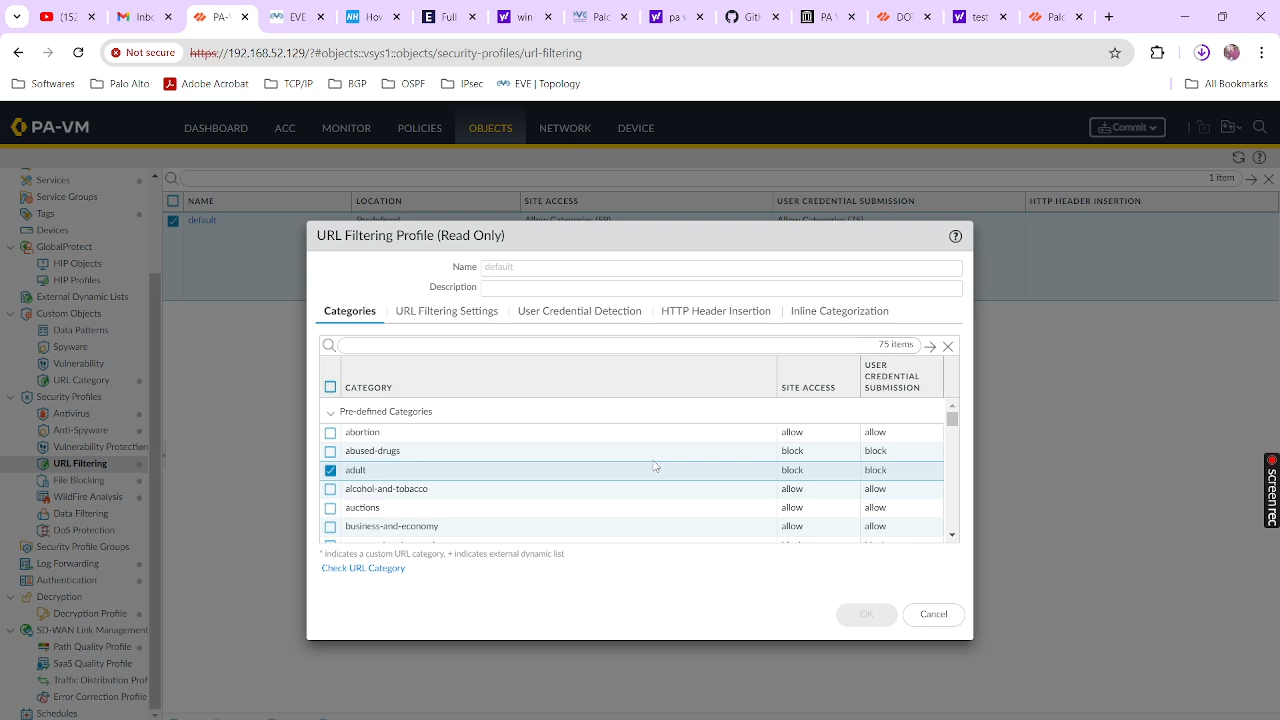 (152
Inbo
PA-V
EVE
Hov
Full
win
Palc
pa v
PA V
DO
test
Palc
Not secure https://192.168.52.129/?#objects::vsys1::objects/security-profiles/url-filtering
Softwares Palo Alto Adobe Acrobat TCP/IP BGP OSPF IPsec EVE | Topology All Bookmarks
PA-VM DASHBOARD ACC MONITOR POLICIES OBJECTS NETWORK DEVICE Commit
Services
Service Groups
Tags
Devices
GlobalProtect
HIP Objects
HIP Profiles
External Dynamic Lists
Custom Objects
Data Patterns
Spyware
Vulnerability
URL Category
Security Profiles
Antivirus
Anti-Spyware
Vulnerability Protection
URL Filtering
File Blocking
WildFire Analysis
Data Filtering
DoS Protection
Security Profile Groups
Log Forwarding
Authentication
Decryption
Decryption Profile
SD-WAN Link Management
Path Quality Profile
SaaS Quality Profile
Traffic Distribution Prof
Error Correction Profile
Schedules
1 item
NAME LOCATION SITE ACCESS USER CREDENTIAL SUBMISSION HTTP HEADER INSERTION
default Predefined Allow Categories (59) Allow Categories (75)
URL Filtering Profile (Read Only)
Name default
Description
Categories URL Filtering Settings User Credential Detection HTTP Header Insertion Inline Categorization
75 items
CATEGORY SITE ACCESS USER CREDENTIAL SUBMISSION
Pre-defined Categories
abortion allow allow
abused-drugs block block
adult block block
alcohol-and-tobacco allow allow
auctions allow allow
business-and-economy allow allow
* indicates a custom URL category, + indicates external dynamic list
Check URL Category
OK Cancel
screenrec